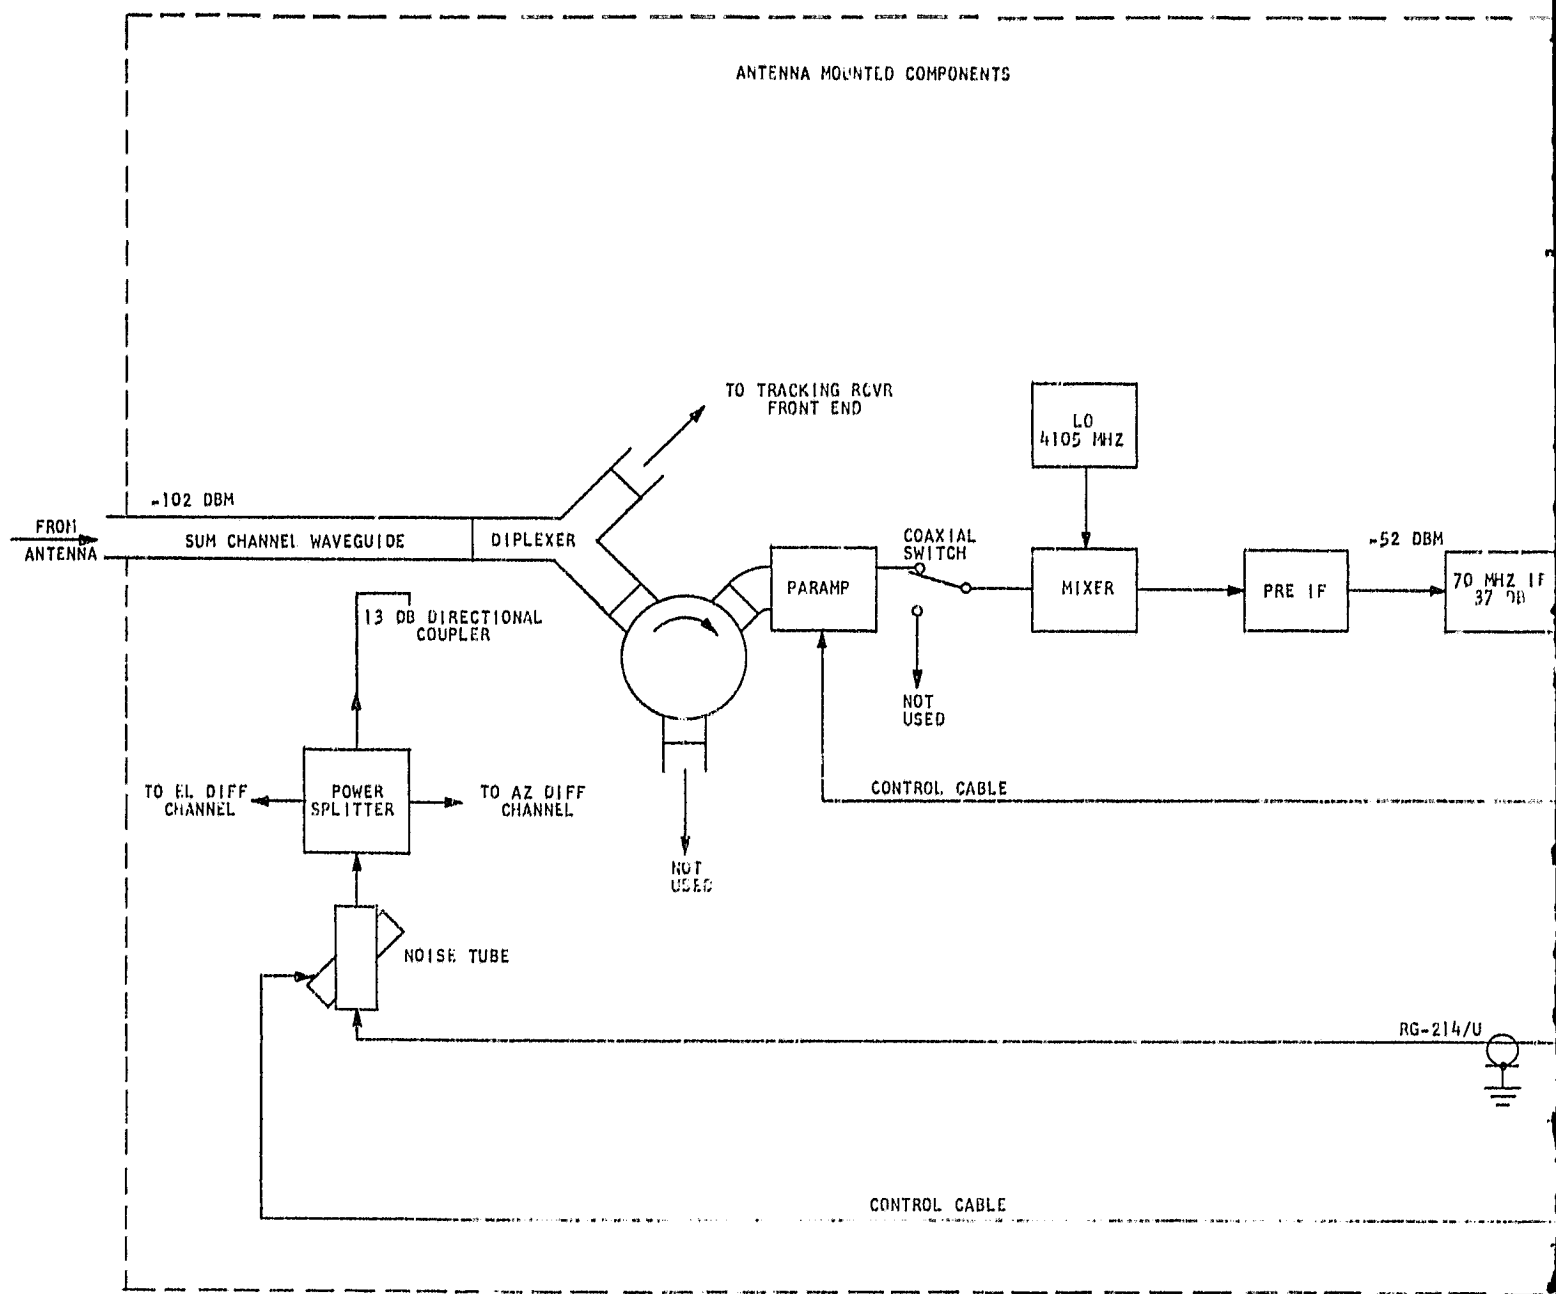 ANTENNA MOUNTED COMPONENTS
TO TRACKING RCVR
FRONT END
LO
4105 MHZ
-102 DBM
FROM
ANTENNA
SUM CHANNEL WAVEGUIDE
DIPLEXER
COAXIAL
SWITCH
-52 DBM
PARAMP
MIXER
PRE IF
70 MHZ IF
37 DB
13 DB DIRECTIONAL
COUPLER
NOT
USED
TO EL DIFF
CHANNEL
POWER
SPLITTER
TO AZ DIFF
CHANNEL
CONTROL CABLE
NOT
USED
NOISE TUBE
RG-214/U
CONTROL CABLE